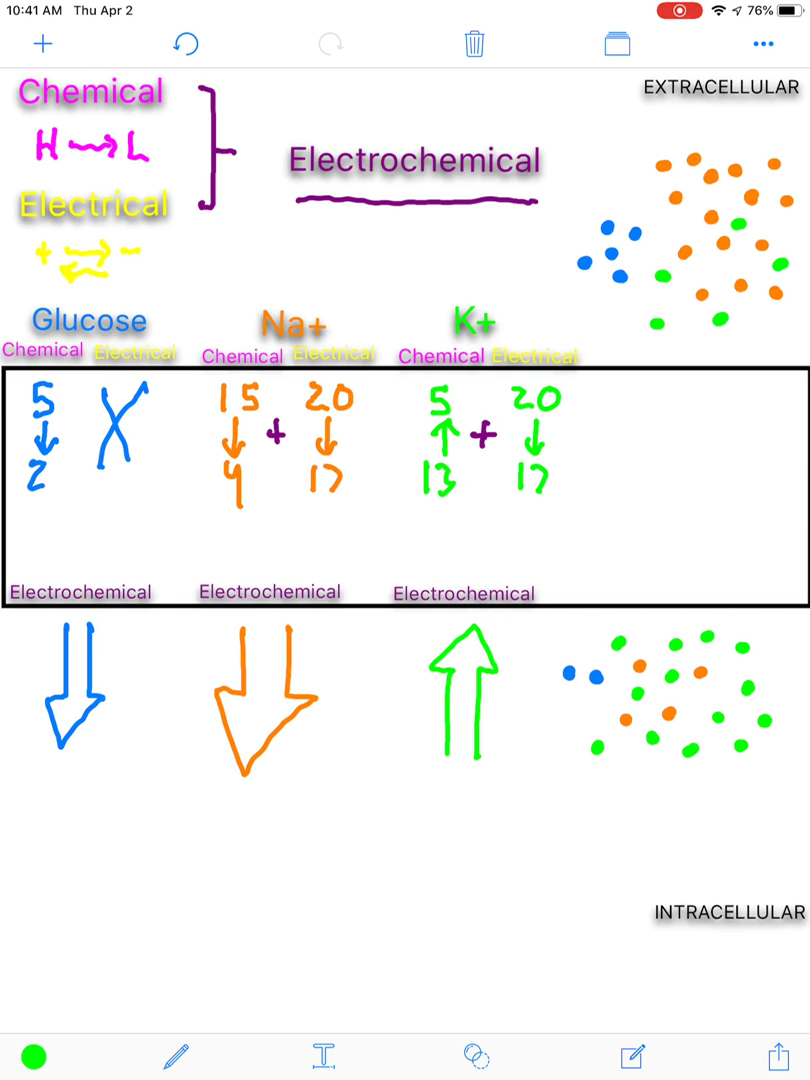 10:41 AM Thu Apr 2
76%
EXTRACELLULAR
Chemical
H → L
Electrochemical
Electrical
+ ⇄ -
Glucose
Na+
K+
Chemical Electrical
Chemical Electrical
Chemical Electrical
5 X 15 20 5 20
↓ ↓ + ↓ ↑ + ↓
2 4 17 13 17
Electrochemical
Electrochemical
Electrochemical
INTRACELLULAR
T